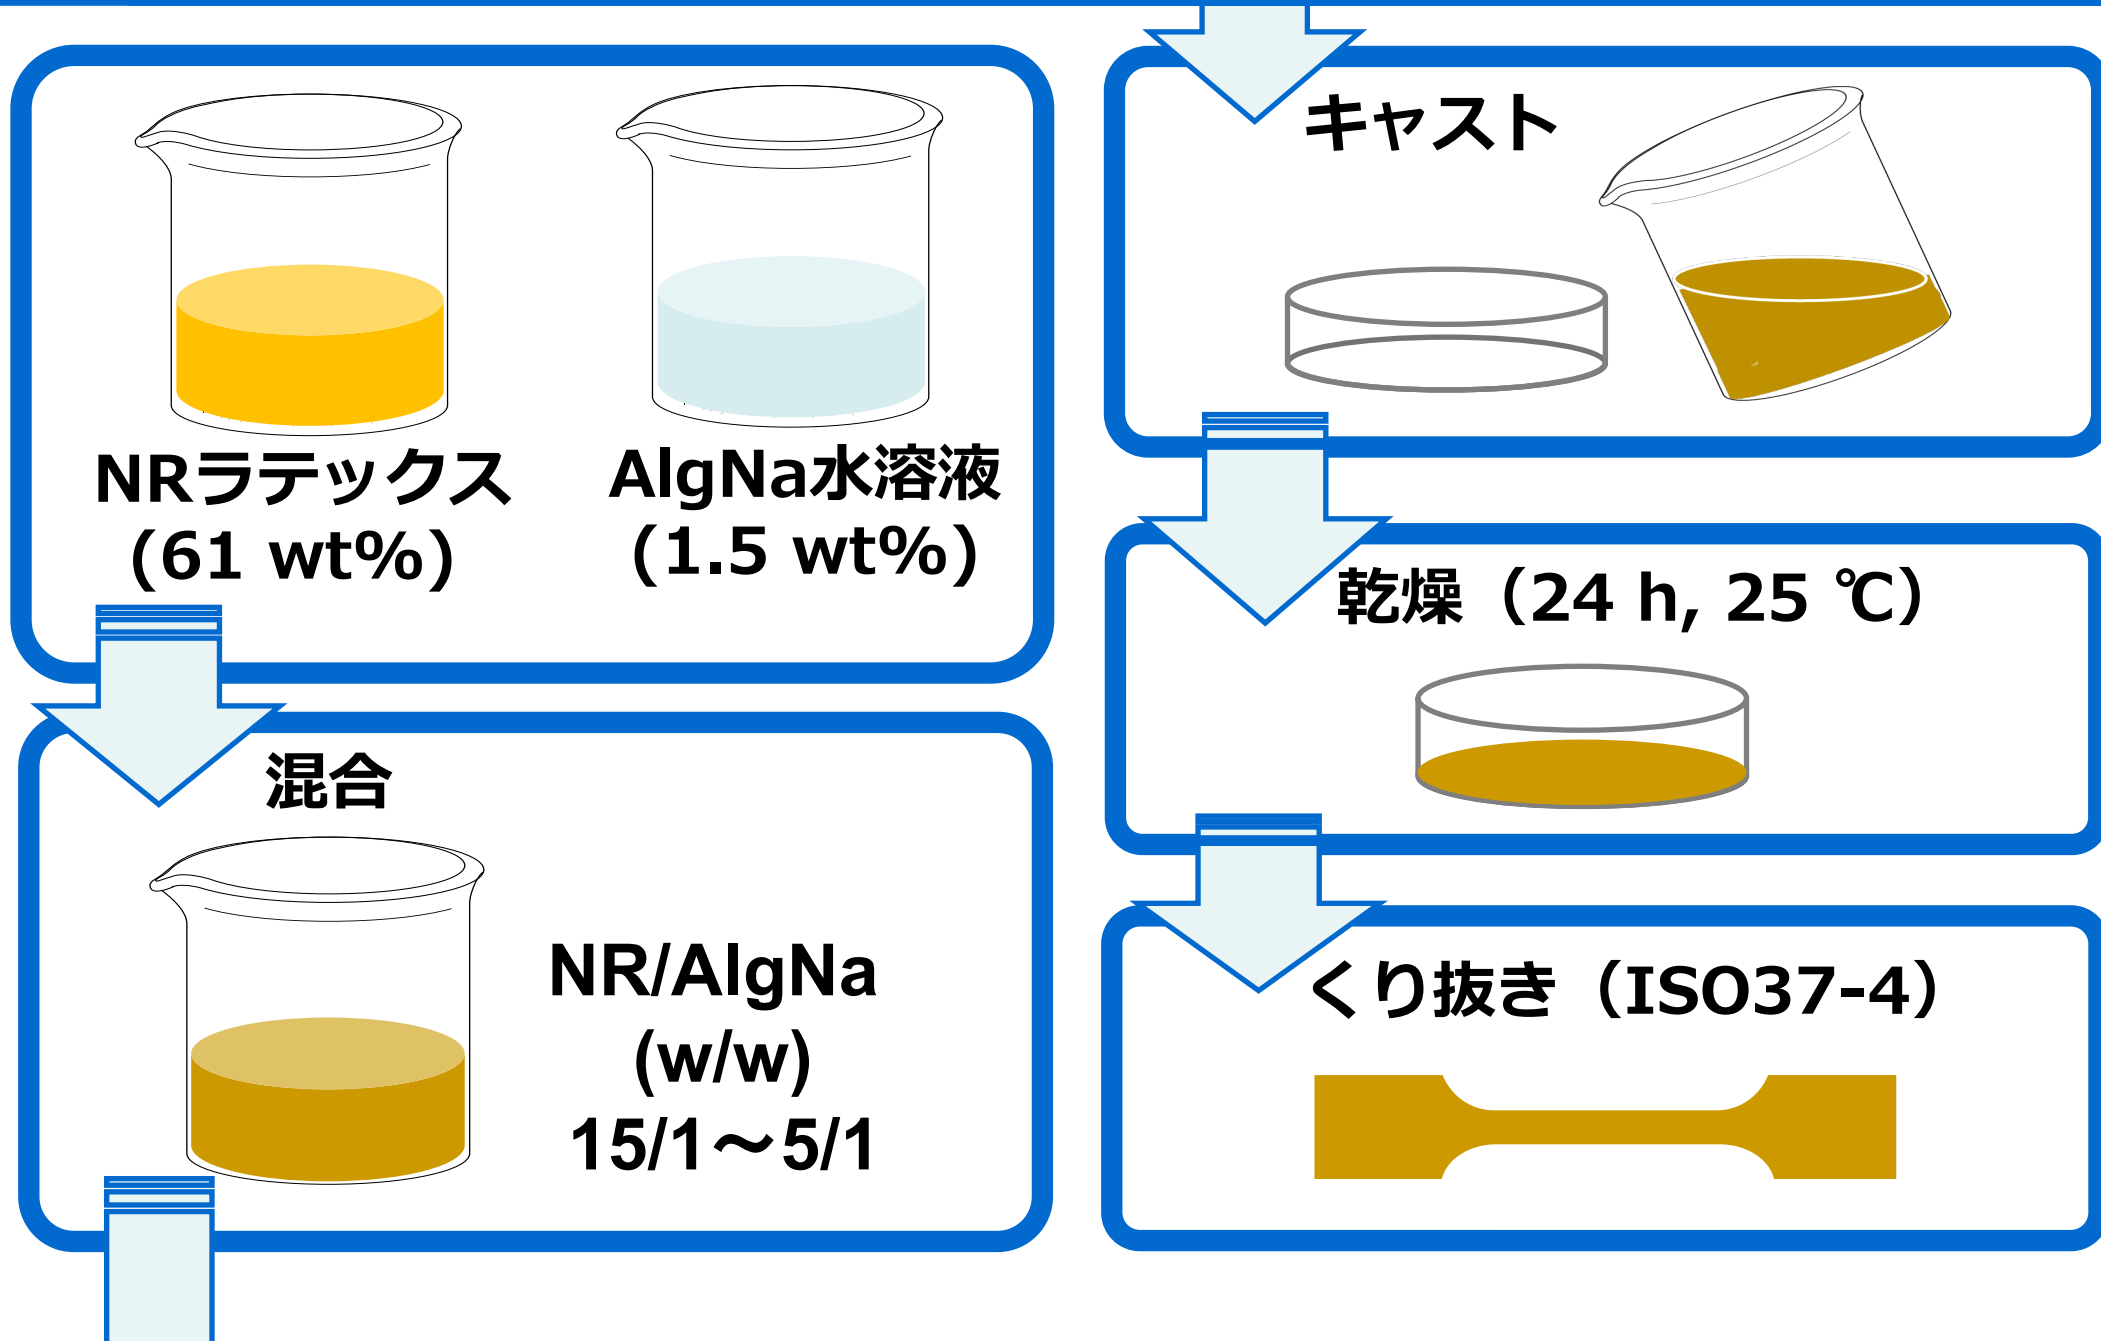 NRラテックス
(61 wt%)
AlgNa水溶液
(1.5 wt%)
混合
NR/AlgNa
(w/w)
15/1～5/1
キャスト
乾燥（24 h, 25 ℃）
くり抜き（ISO37-4）